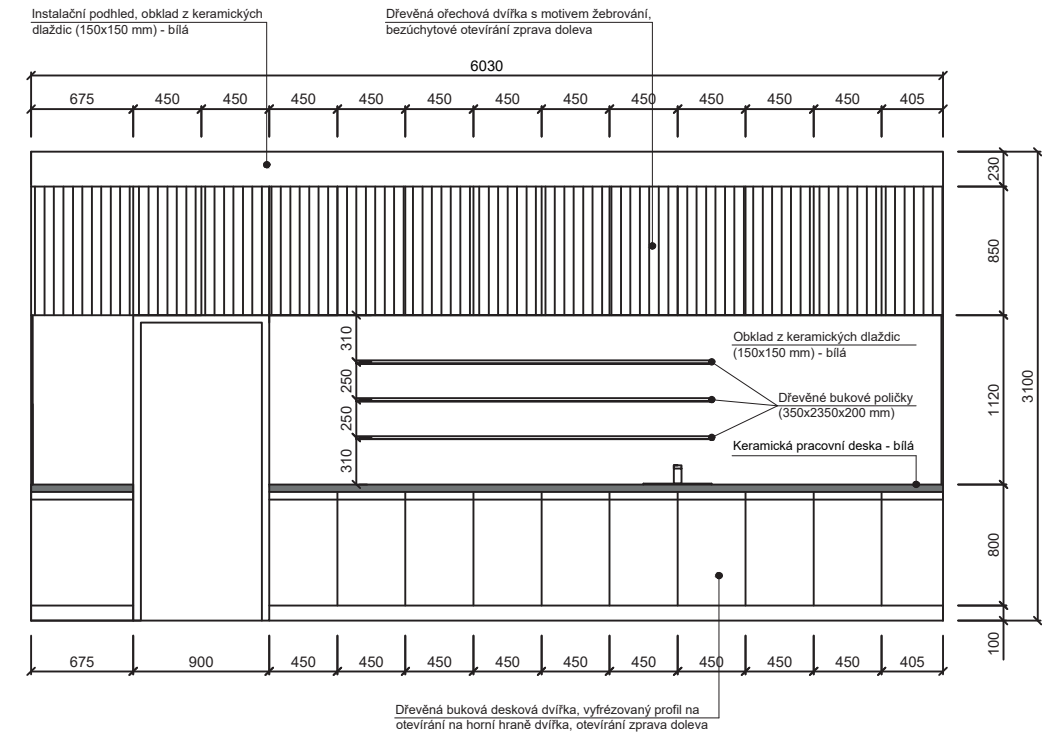 Instalační podhled, obklad z keramických
dlaždic (150x150 mm) - bílá
Dřevěná ořechová dvířka s motivem žebrování,
bezúchytové otevírání zprava doleva
6030
675 450 450 450 450 450 450 450 450 450 450 450 405
230
850
1120
800
100
3100
310
250
250
310
Obklad z keramických dlaždic
(150x150 mm) - bílá
Dřevěné bukové poličky
(350x2350x200 mm)
Keramická pracovní deska - bílá
675 900 450 450 450 450 450 450 450 450 450 405
Dřevěná buková desková dvířka, vyfrézovaný profil na
otevírání na horní hraně dvířka, otevírání zprava doleva